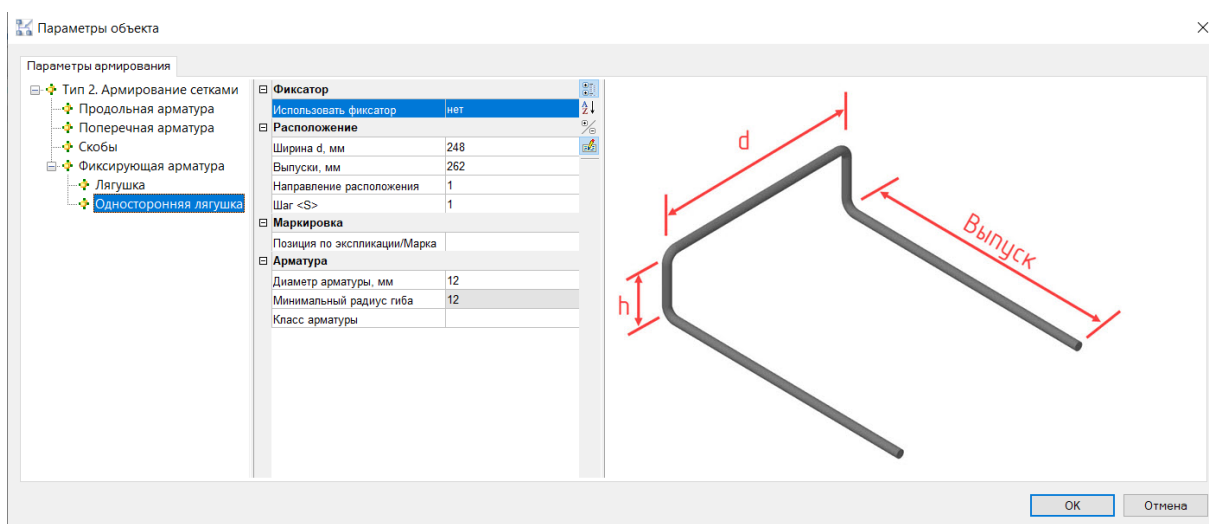 Параметры объекта
Параметры армирования
Тип 2. Армирование сетками
Продольная арматура
Поперечная арматура
Скобы
Фиксирующая арматура
Лягушка
Односторонняя лягушка
Фиксатор
Использовать фиксатор нет
Расположение
Ширина d, мм 248
Выпуски, мм 262
Направление расположения 1
Шаг <S> 1
Маркировка
Позиция по экспликации/Марка
Арматура
Диаметр арматуры, мм 12
Минимальный радиус гиба 12
Класс арматуры
d
Выпуск
h
OK Отмена